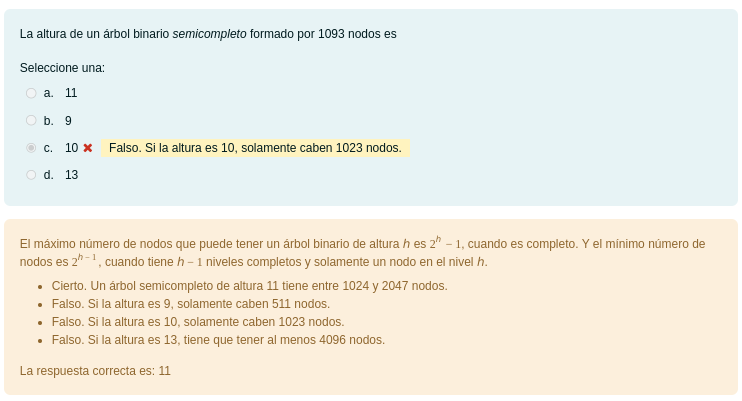 La altura de un árbol binario semicompleto formado por 1093 nodos es
Seleccione una:
a. 11
b. 9
c. 10 ✖ Falso. Si la altura es 10, solamente caben 1023 nodos.
d. 13
El máximo número de nodos que puede tener un árbol binario de altura h es 2^h − 1, cuando es completo. Y el mínimo número de
nodos es 2^{h−1}, cuando tiene h − 1 niveles completos y solamente un nodo en el nivel h.
• Cierto. Un árbol semicompleto de altura 11 tiene entre 1024 y 2047 nodos.
• Falso. Si la altura es 9, solamente caben 511 nodos.
• Falso. Si la altura es 10, solamente caben 1023 nodos.
• Falso. Si la altura es 13, tiene que tener al menos 4096 nodos.
La respuesta correcta es: 11